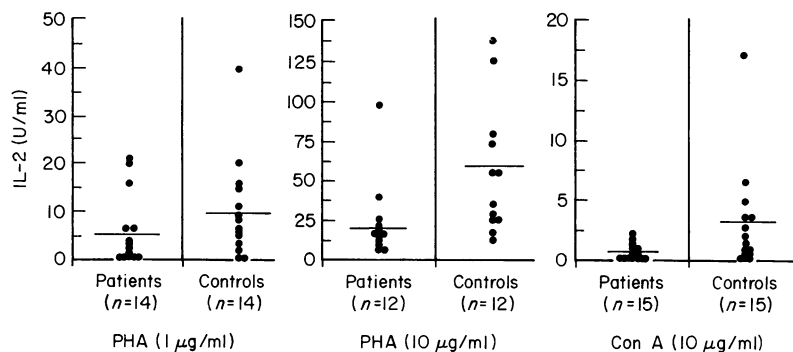 IL-2 (U/ml)
50
40
30
20
10
0
Patients
(n=14)
Controls
(n=14)
PHA (1 μg/ml)
150
125
100
75
50
25
0
Patients
(n=12)
Controls
(n=12)
PHA (10 μg/ml)
20
15
10
5
0
Patients
(n=15)
Controls
(n=15)
Con A (10 μg/ml)